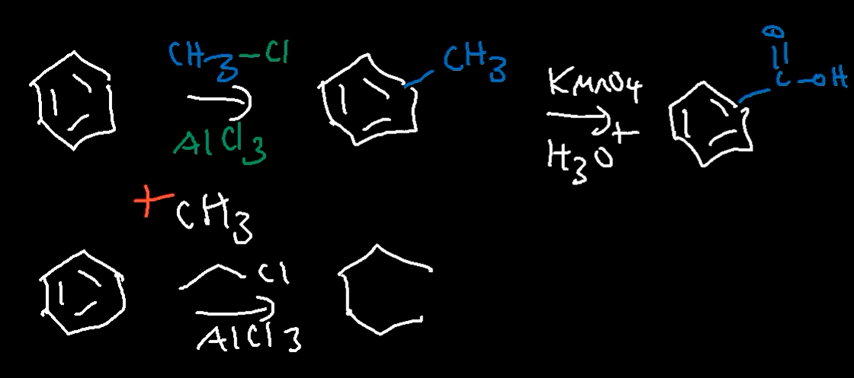 CH3-Cl
AlCl3
CH3
KMnO4
H3O+
O
C-OH
+CH3
Cl
AlCl3